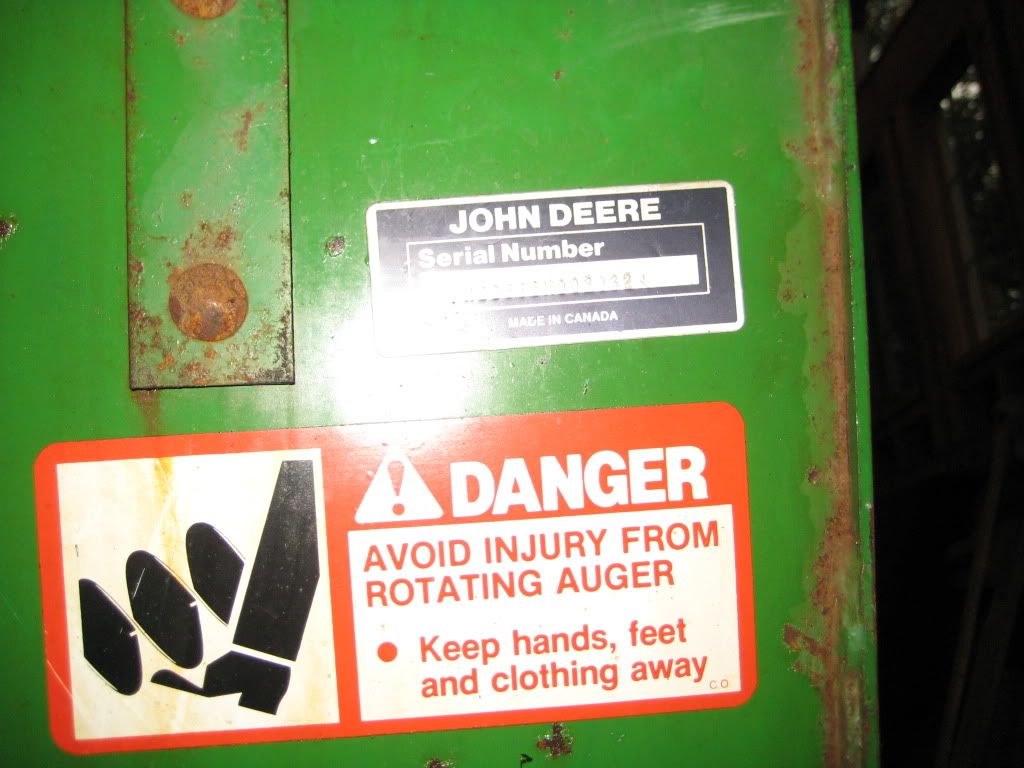 JOHN DEERE
Serial Number
MADE IN CANADA
DANGER
AVOID INJURY FROM
ROTATING AUGER
• Keep hands, feet
and clothing away
CO